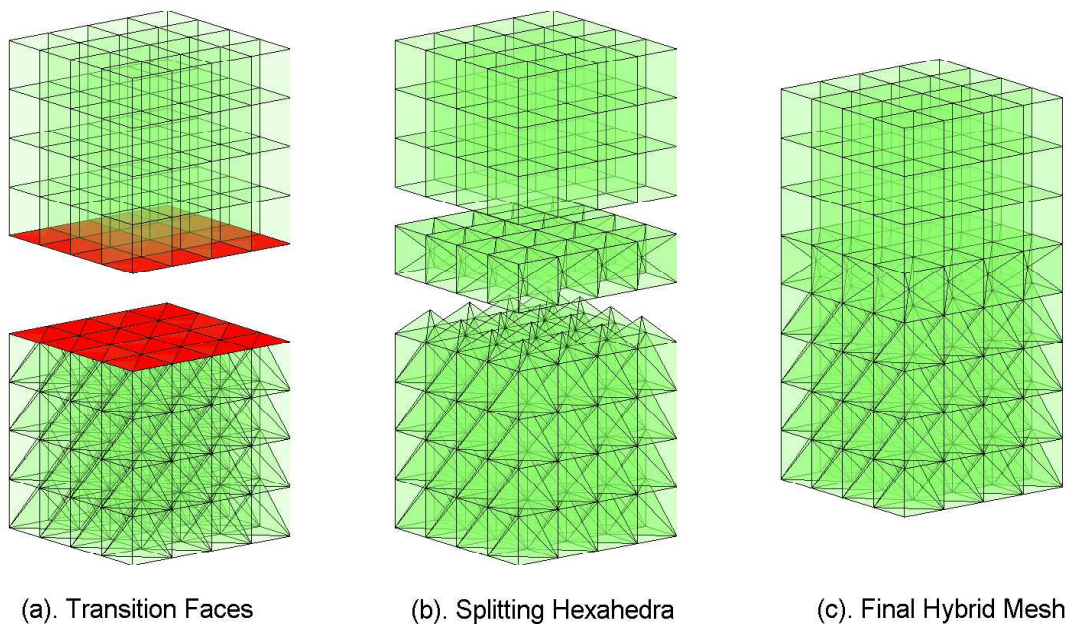 (a). Transition Faces
(b). Splitting Hexahedra
(c). Final Hybrid Mesh